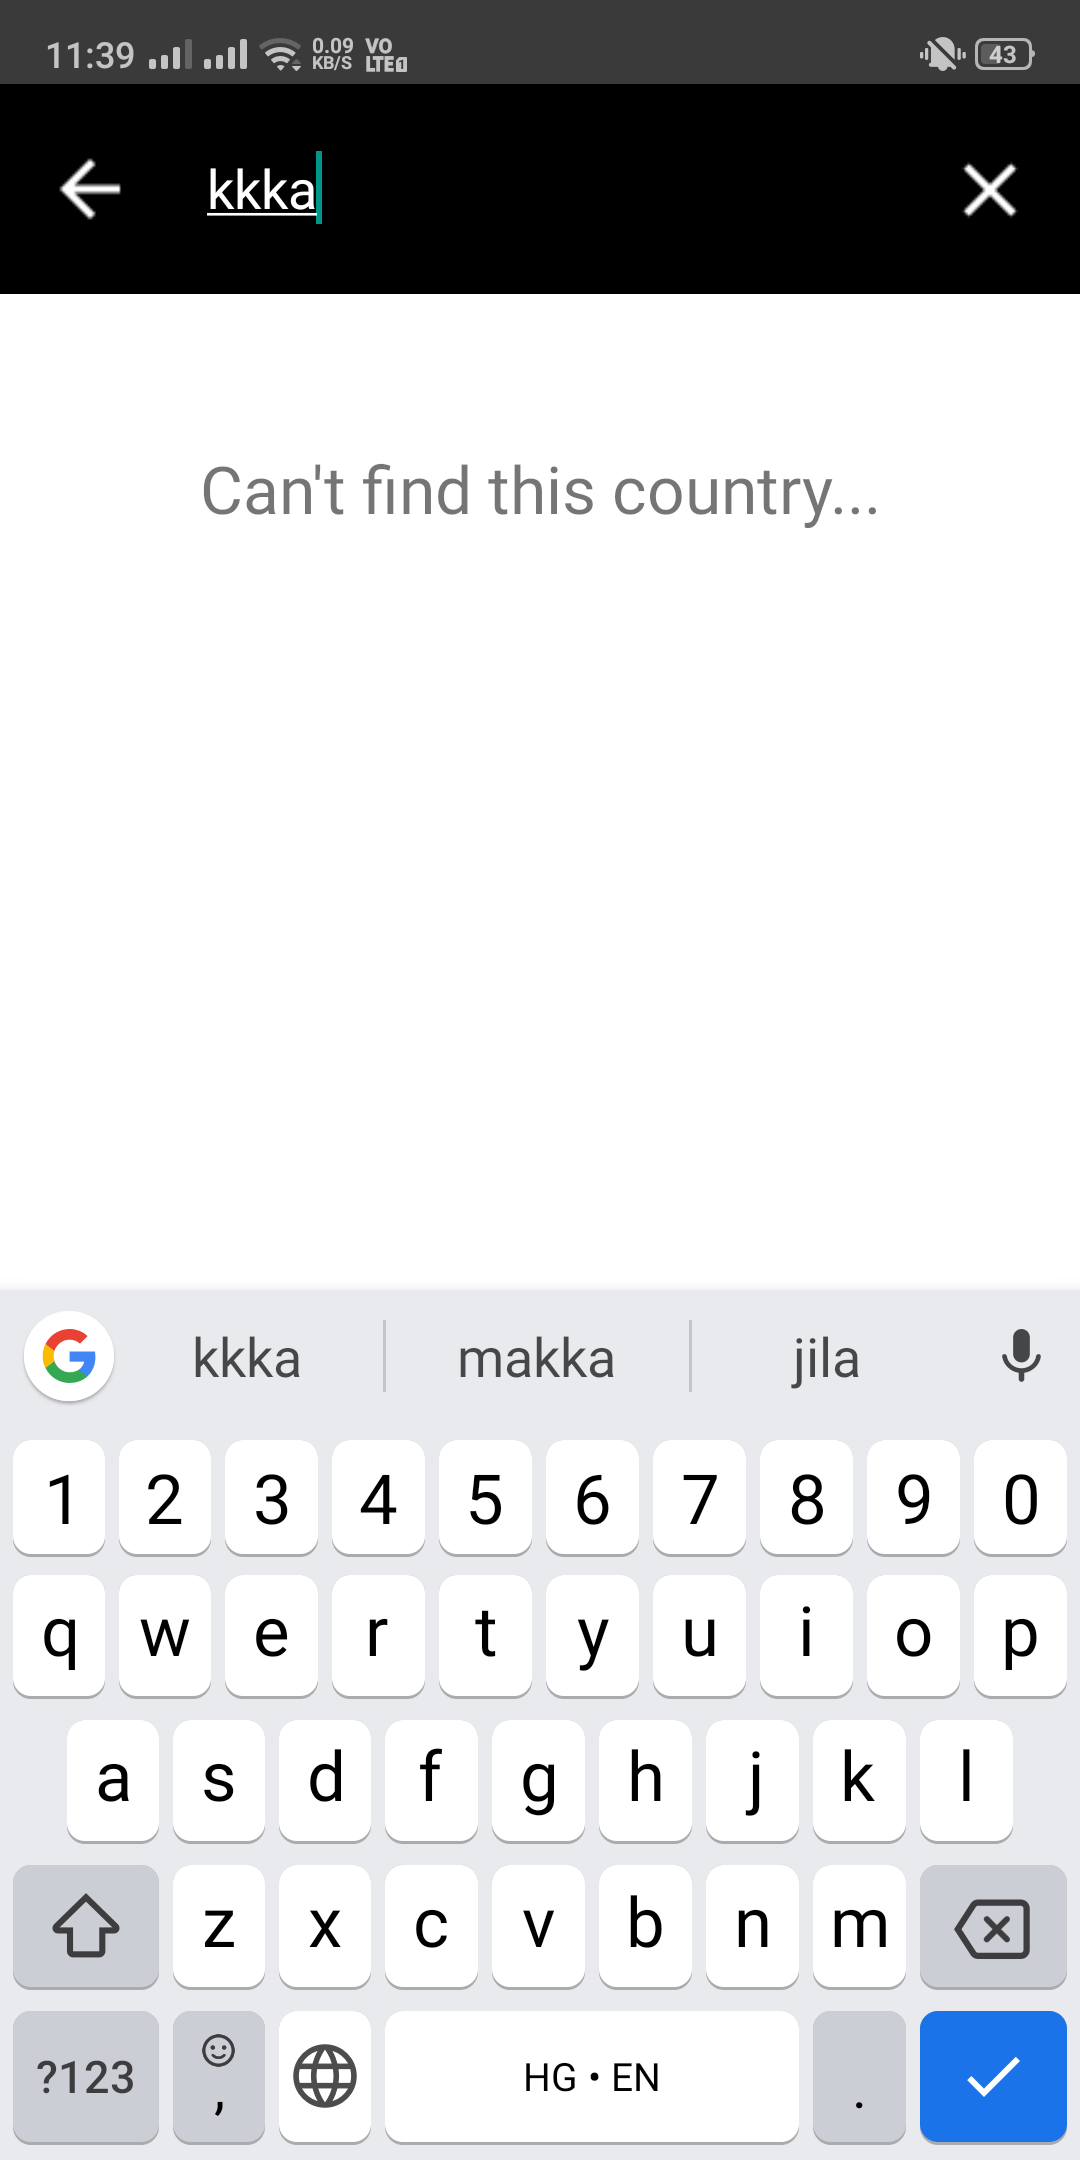 11:39 0.09 KB/S VO LTE 1 43
kkka
Can't find this country...
kkka makka jila
1 2 3 4 5 6 7 8 9 0
q w e r t y u i o p
a s d f g h j k l
z x c v b n m
?123 , HG • EN .